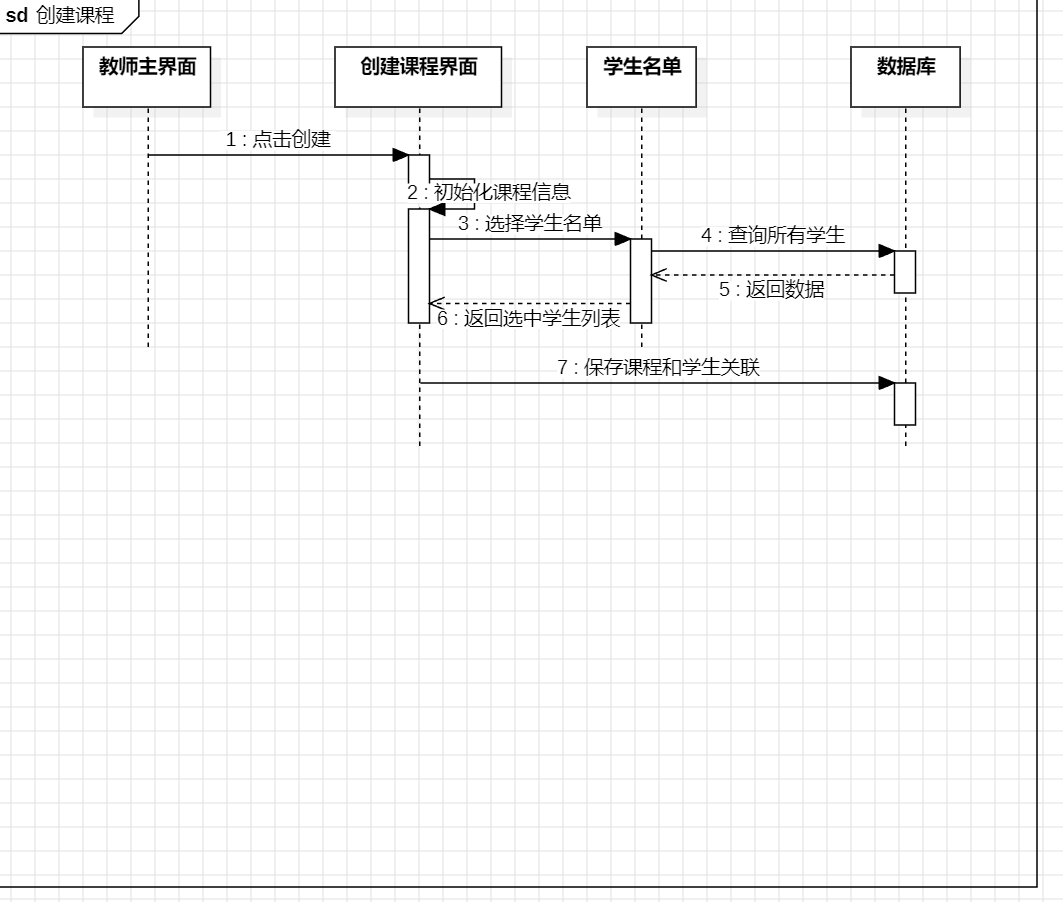 sd 创建课程
教师主界面
创建课程界面
学生名单
数据库
1 : 点击创建
2 : 初始化课程信息
3 : 选择学生名单
4 : 查询所有学生
5 : 返回数据
6 : 返回选中学生列表
7 : 保存课程和学生关联